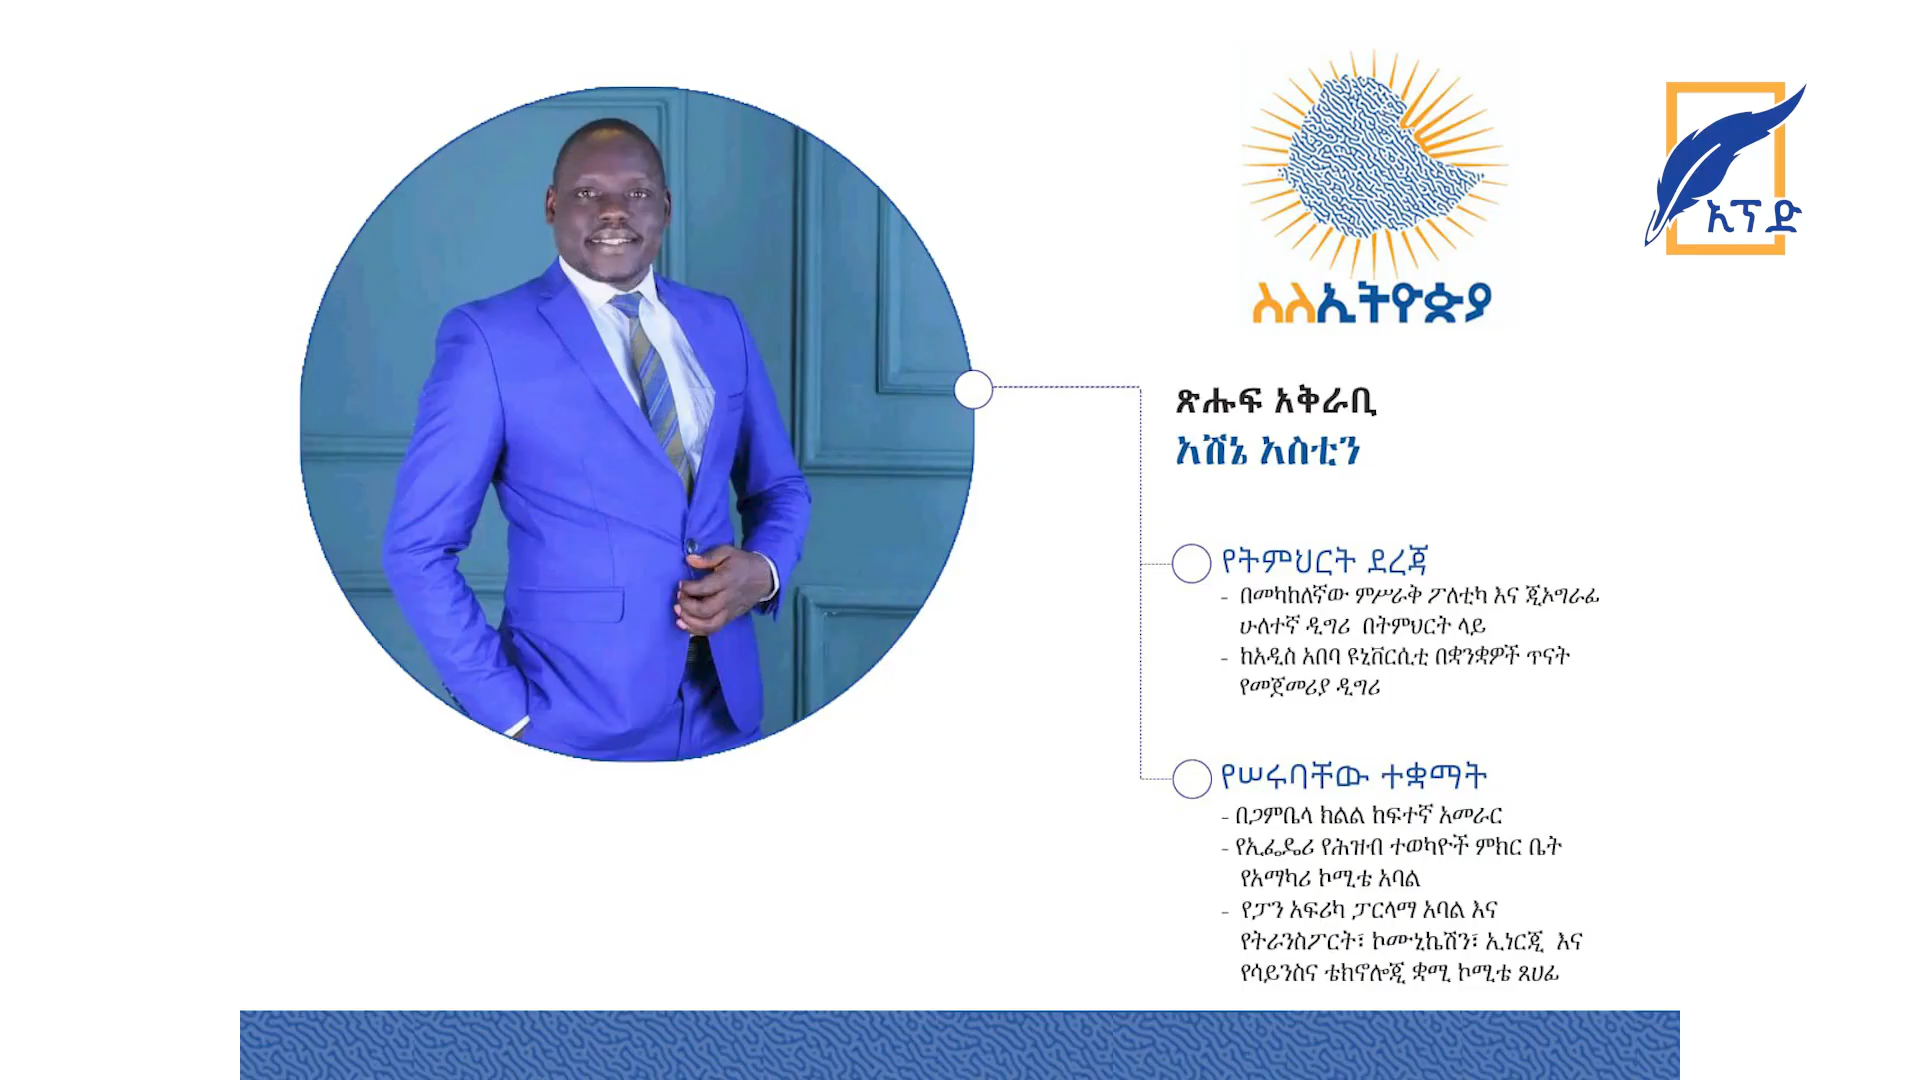 ስለኢትዮጵያ
ኢፕድ
ጽሑፍ አቅራቢ
አሸኔ አስቲን
የትምህርት ደረጃ
- በመካከለኛው ምሥራቅ ፖለቲካ እና ጂኦግራፊ
ሁለተኛ ዲግሪ በትምህርት ላይ
- ከአዲስ አበባ ዩኒቨርሲቲ በቋንቋዎች ጥናት
የመጀመሪያ ዲግሪ
የሠሩባቸው ተቋማት
- በጋምቤላ ክልል ከፍተኛ አመራር
- የኢፌዴሪ የሕዝብ ተወካዮች ምክር ቤት
የአማካሪ ኮሚቴ አባል
- የፓን አፍሪካ ፓርላማ አባል እና
የትራንስፖርት፣ ኮሙኒኬሽን፣ ኢነርጂ እና
የሳይንስና ቴክኖሎጂ ቋሚ ኮሚቴ ጸሀፊ